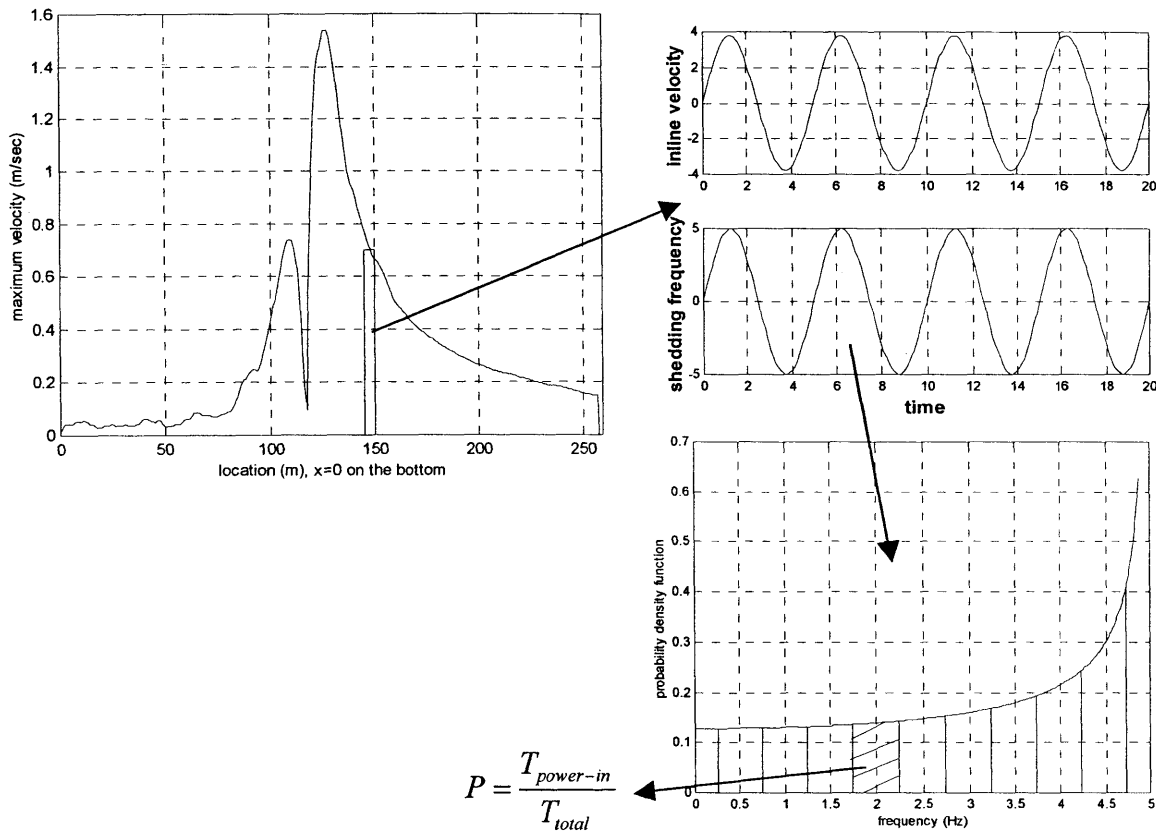 1.6
1.4
1.2
1
0.8
0.6
0.4
0.2
0
maximum velocity (m/sec)
0 50 100 150 200 250
location (m), x=0 on the bottom
4
2
0
-2
-4
inline velocity
0 2 4 6 8 10 12 14 16 18 20
5
0
-5
shedding frequency
0 2 4 6 8 10 12 14 16 18 20
time
0.7
0.6
0.5
0.4
0.3
0.2
0.1
0
probability density function
0 0.5 1 1.5 2 2.5 3 3.5 4 4.5 5
frequency (Hz)
P = T_{power-in} / T_{total}